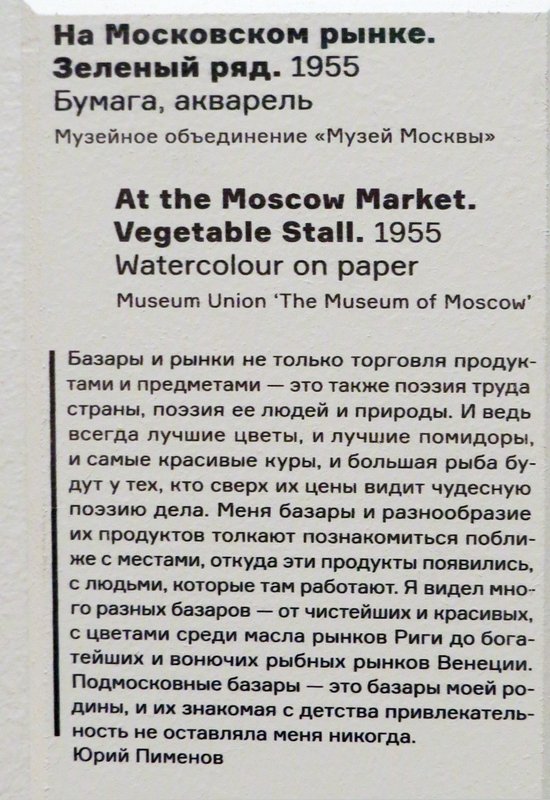 На Московском рынке.
Зеленый ряд. 1955
Бумага, акварель
Музейное объединение «Музей Москвы»
At the Moscow Market.
Vegetable Stall. 1955
Watercolour on paper
Museum Union ‘The Museum of Moscow’
Базары и рынки не только торговля продук-
тами и предметами — это также поэзия труда
страны, поэзия ее людей и природы. И ведь
всегда лучшие цветы, и лучшие помидоры,
и самые красивые куры, и большая рыба бу-
дут у тех, кто сверх их цены видит чудесную
поэзию дела. Меня базары и разнообразие
их продуктов толкают познакомиться побли-
же с местами, откуда эти продукты появились,
с людьми, которые там работают. Я видел мно-
го разных базаров — от чистейших и красивых,
с цветами среди масла рынков Риги до бога-
тейших и вонючих рыбных рынков Венеции.
Подмосковные базары — это базары моей ро-
дины, и их знакомая с детства привлекатель-
ность не оставляла меня никогда.
Юрий Пименов